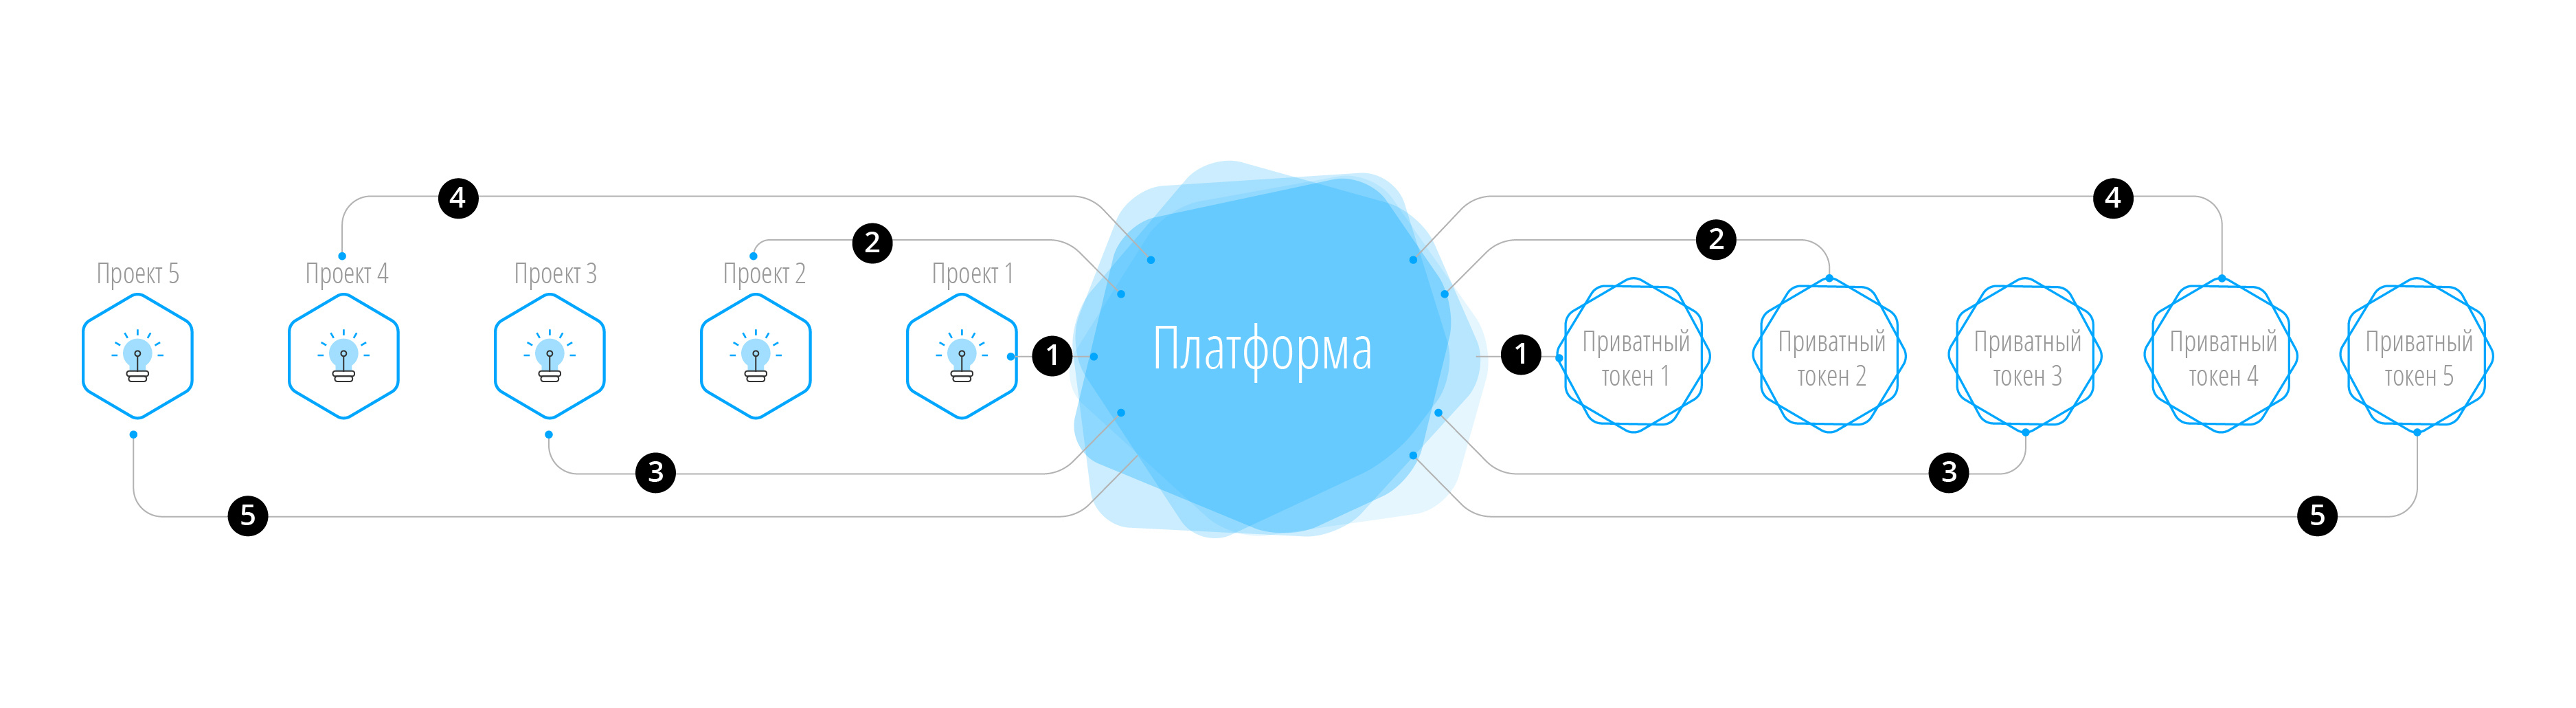 4
4
2
2
Проект 5
Проект 4
Проект 3
Проект 2
Проект 1
1
Платформа
1
Приватный
токен 1
Приватный
токен 2
Приватный
токен 3
Приватный
токен 4
Приватный
токен 5
3
3
5
5